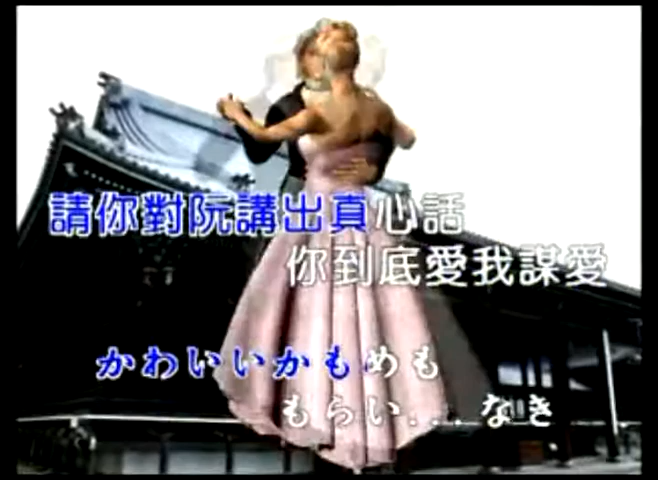 請你對阮講出真心話
你到底愛我謀愛
かわいいかもめも
もらい...なき